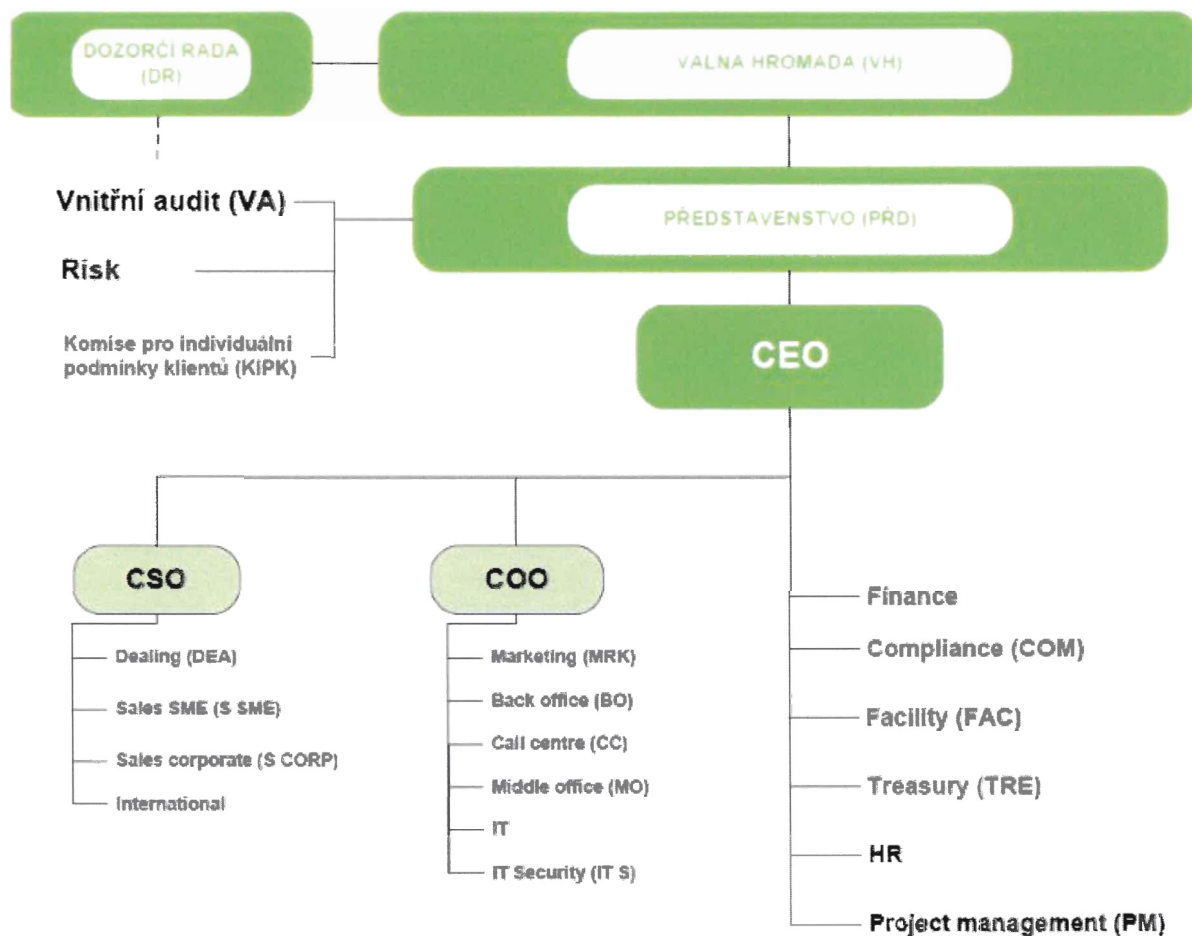 DOZORČÍ RADA
(DR)
VALNÁ HROMADA (VH)
Vnitřní audit (VA)
PŘEDSTAVENSTVO (PŘD)
Risk
Komise pro individuální
podmínky klientů (KIPK)
CEO
CSO
COO
Dealing (DEA)
Sales SME (S SME)
Sales corporate (S CORP)
International
Marketing (MRK)
Back office (BO)
Call centre (CC)
Middle office (MO)
IT
IT Security (IT S)
Finance
Compliance (COM)
Facility (FAC)
Treasury (TRE)
HR
Project management (PM)